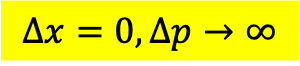 Δ𝑥 = 0, Δ𝑝 → ∞